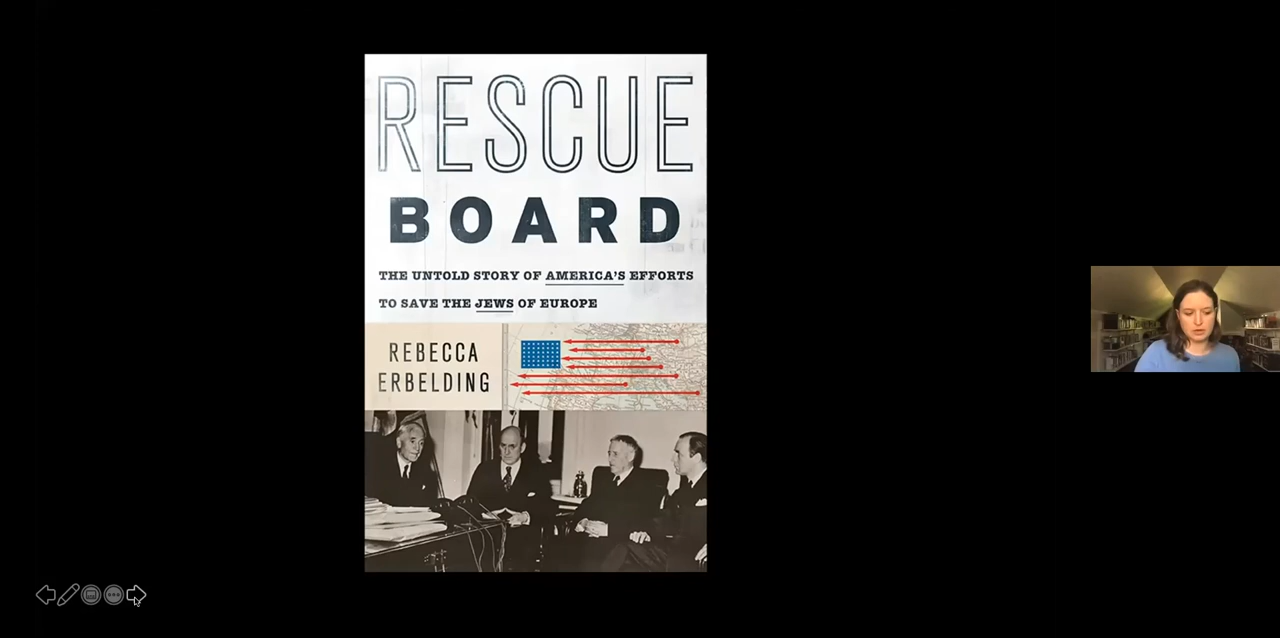 RESCUE
BOARD
THE UNTOLD STORY OF AMERICA'S EFFORTS
TO SAVE THE JEWS OF EUROPE
REBECCA
ERBELDING